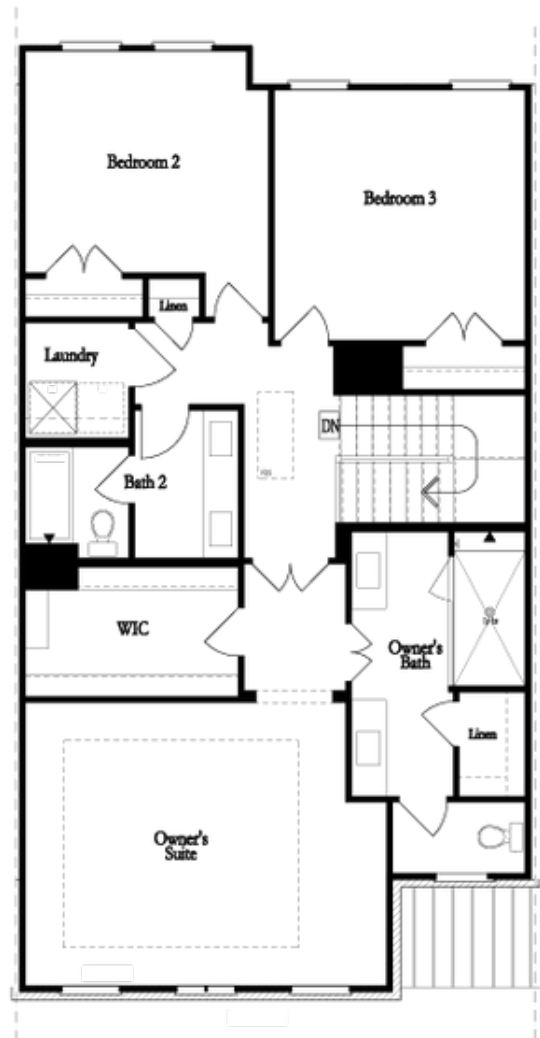 Bedroom 2
Bedroom 3
Linen
Laundry
DN
Bath 2
WIC
Owner's
Bath
Linen
Owner's
Suite